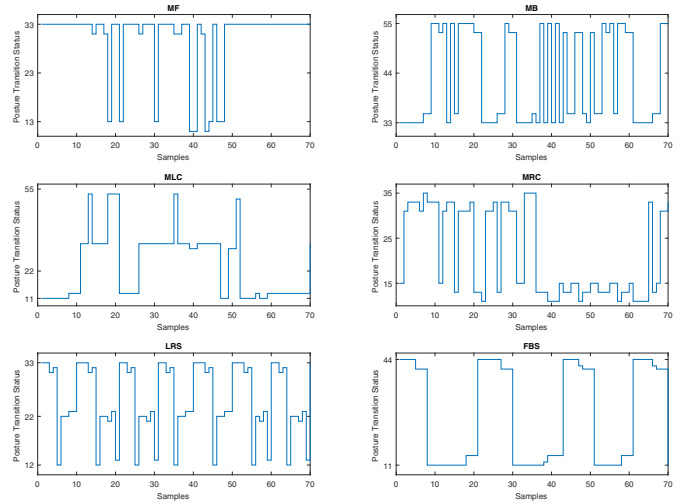 MF
Posture Transition Status
33
23
13
0 10 20 30 40 50 60 70
Samples
MB
Posture Transition Status
55
44
33
0 10 20 30 40 50 60 70
Samples
MLC
Posture Transition Status
55
22
11
0 10 20 30 40 50 60 70
Samples
MRC
Posture Transition Status
35
25
15
0 10 20 30 40 50 60 70
Samples
LRS
Posture Transition Status
33
22
12
0 10 20 30 40 50 60 70
Samples
FBS
Posture Transition Status
44
11
0 10 20 30 40 50 60 70
Samples